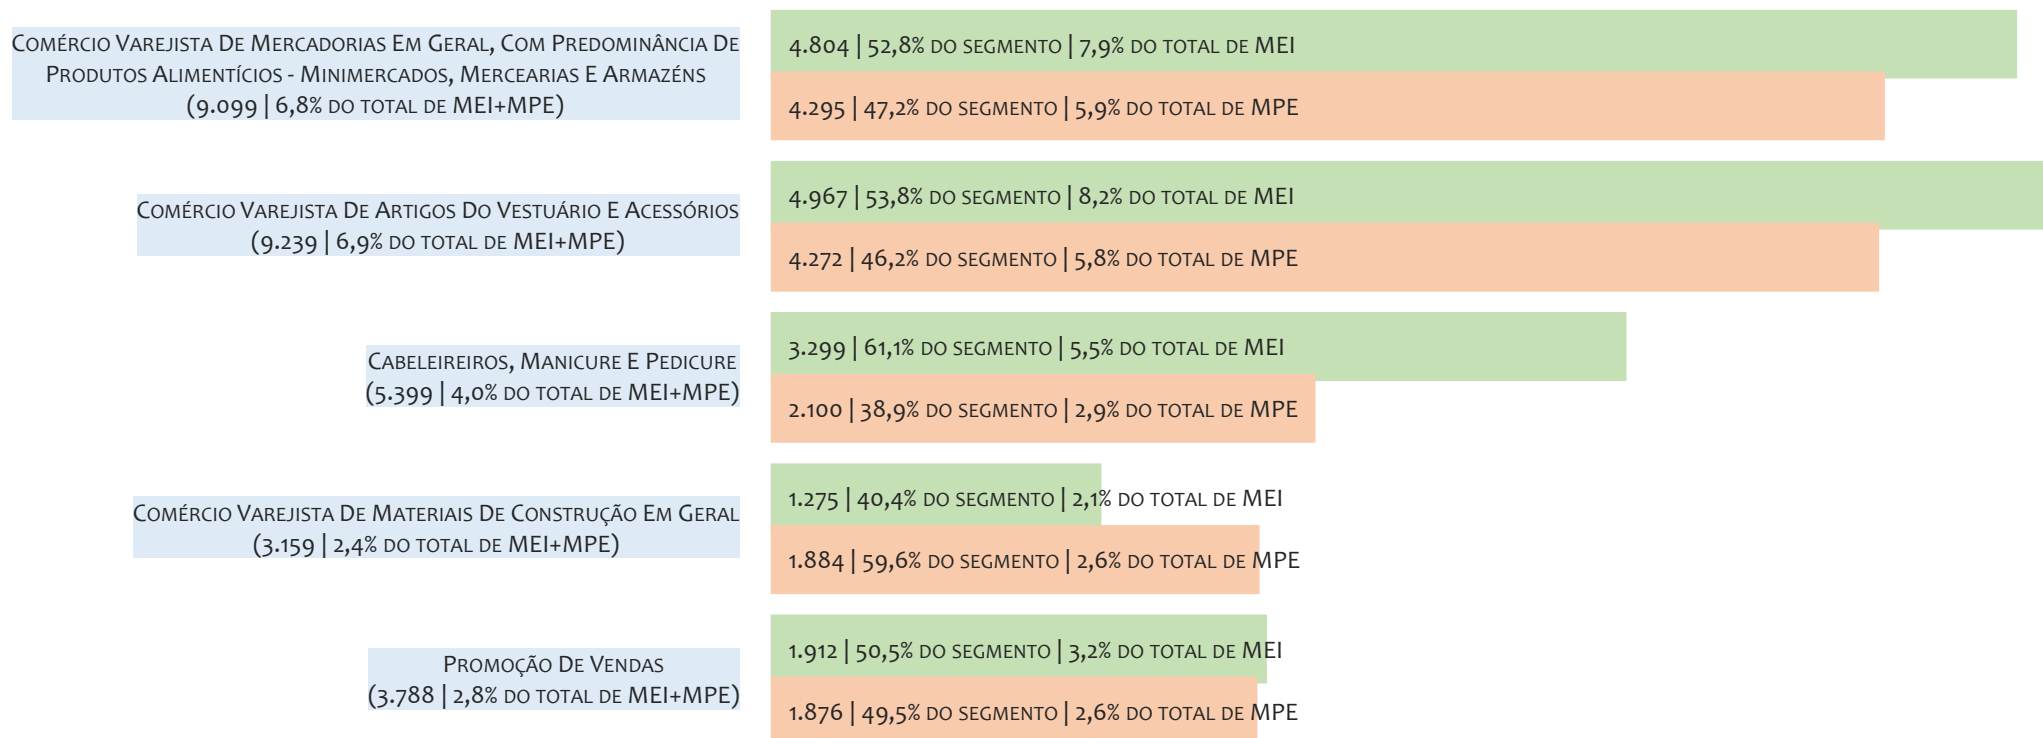 Comércio Varejista De Mercadorias Em Geral, Com Predominância De
Produtos Alimentícios - Minimercados, Mercearias E Armazéns
(9.099 | 6,8% do total de MEI+MPE)
4.804 | 52,8% do segmento | 7,9% do total de MEI
4.295 | 47,2% do segmento | 5,9% do total de MPE
Comércio Varejista De Artigos Do Vestuário E Acessórios
(9.239 | 6,9% do total de MEI+MPE)
4.967 | 53,8% do segmento | 8,2% do total de MEI
4.272 | 46,2% do segmento | 5,8% do total de MPE
Cabeleireiros, Manicure E Pedicure
(5.399 | 4,0% do total de MEI+MPE)
3.299 | 61,1% do segmento | 5,5% do total de MEI
2.100 | 38,9% do segmento | 2,9% do total de MPE
Comércio Varejista De Materiais De Construção Em Geral
(3.159 | 2,4% do total de MEI+MPE)
1.275 | 40,4% do segmento | 2,1% do total de MEI
1.884 | 59,6% do segmento | 2,6% do total de MPE
Promoção De Vendas
(3.788 | 2,8% do total de MEI+MPE)
1.912 | 50,5% do segmento | 3,2% do total de MEI
1.876 | 49,5% do segmento | 2,6% do total de MPE